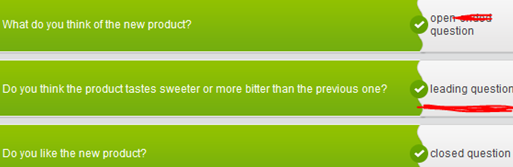 What do you think of the new product?
open
question
Do you think the product tastes sweeter or more bitter than the previous one?
leading question
Do you like the new product?
closed question